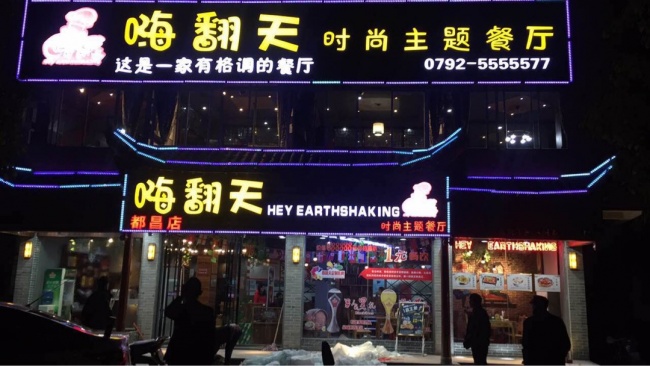 嗨翻天 时尚主题餐厅
这是一家有格调的餐厅 0792-5555577
嗨翻天 HEY EARTHSHAKING
都昌店 时尚主题餐厅
HEY EARTHSHAKING